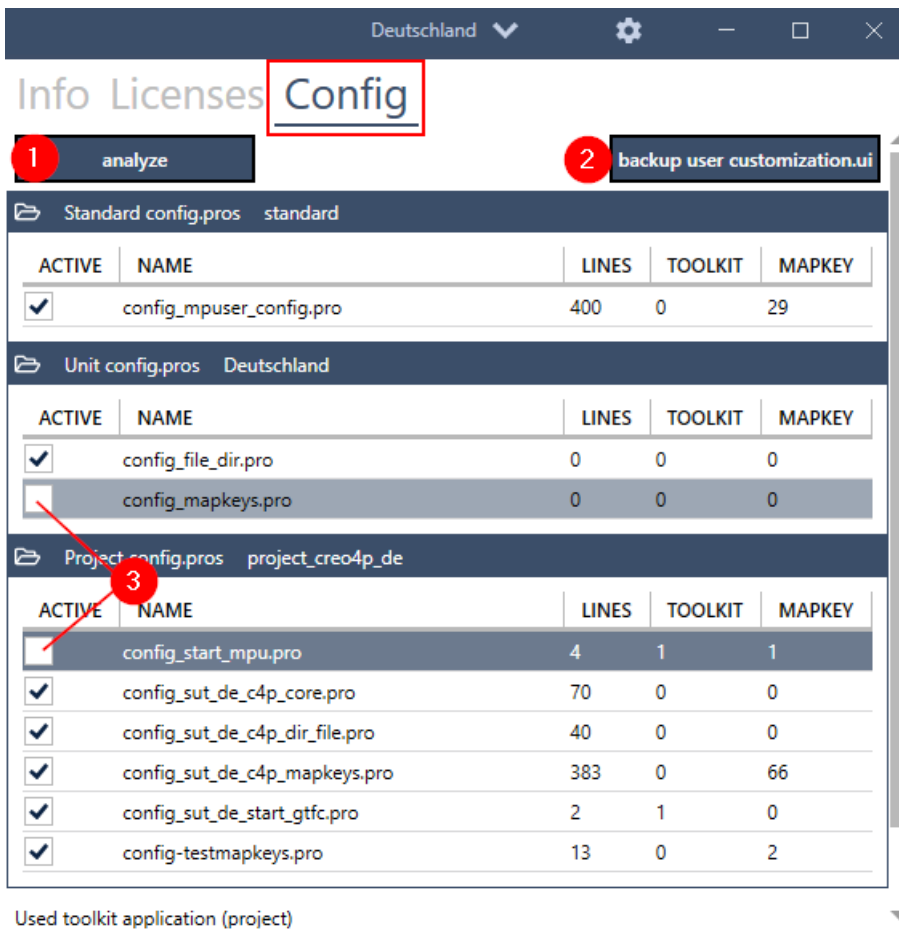 Deutschland
Info Licenses Config
1 analyze 2 backup user customization.ui
Standard config.pros standard
ACTIVE NAME LINES TOOLKIT MAPKEY
config_mpuser_config.pro 400 0 29
Unit config.pros Deutschland
ACTIVE NAME LINES TOOLKIT MAPKEY
config_file_dir.pro 0 0 0
config_mapkeys.pro 0 0 0
Project config.pros project_creo4p_de
3
ACTIVE NAME LINES TOOLKIT MAPKEY
config_start_mpu.pro 4 1 1
config_sut_de_c4p_core.pro 70 0 0
config_sut_de_c4p_dir_file.pro 40 0 0
config_sut_de_c4p_mapkeys.pro 383 0 66
config_sut_de_start_gtfc.pro 2 1 0
config-testmapkeys.pro 13 0 2
Used toolkit application (project)